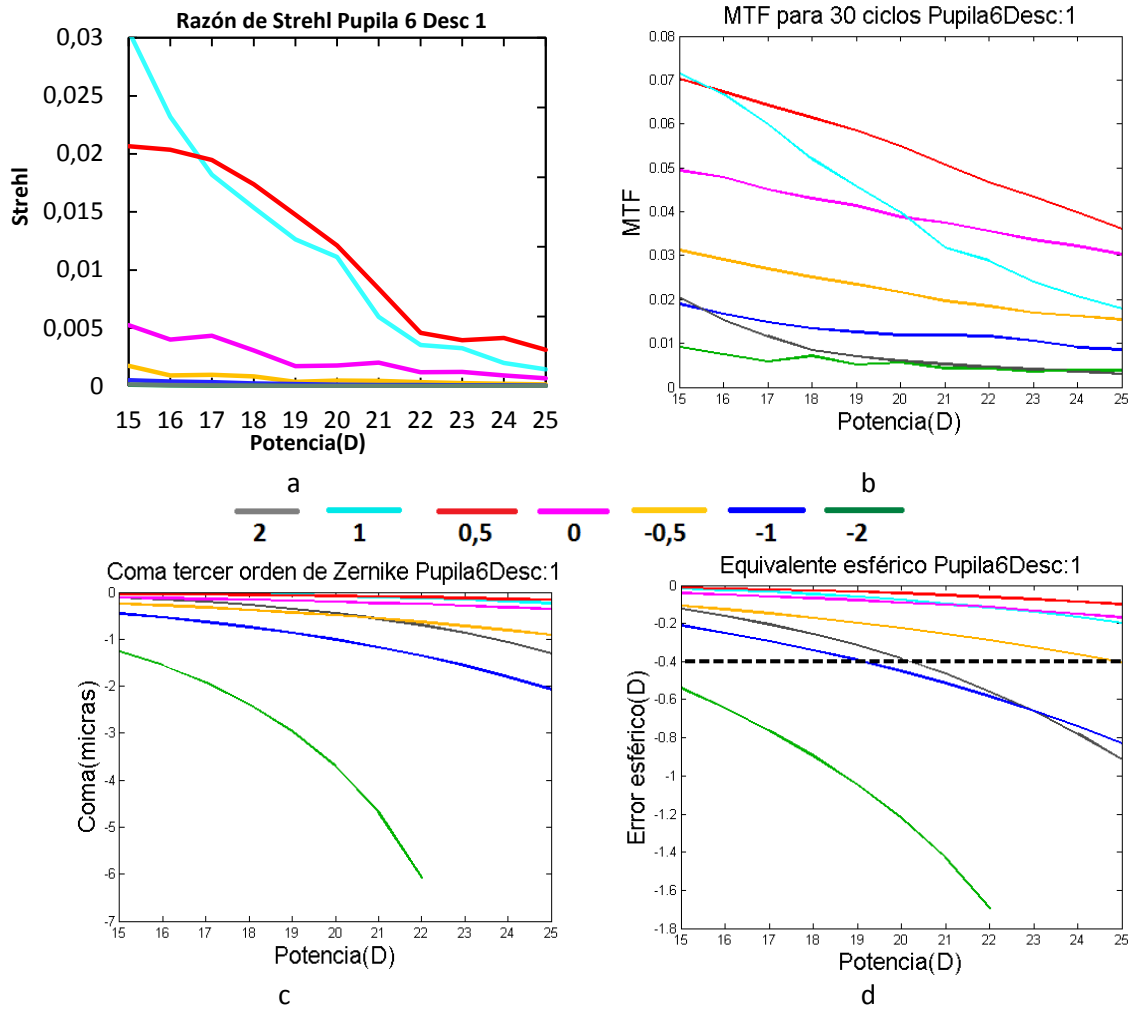 Razón de Strehl Pupila 6 Desc 1
0,03
0,025
0,02
0,015
0,01
0,005
0
Strehl
15 16 17 18 19 20 21 22 23 24 25
Potencia(D)
a
MTF para 30 ciclos Pupila6Desc:1
0.08
0.07
0.06
0.05
0.04
0.03
0.02
0.01
0
MTF
15 16 17 18 19 20 21 22 23 24 25
Potencia(D)
b
2 1 0,5 0 -0,5 -1 -2
Coma tercer orden de Zernike Pupila6Desc:1
0
-1
-2
-3
-4
-5
-6
-7
Coma(micras)
15 16 17 18 19 20 21 22 23 24 25
Potencia(D)
c
Equivalente esférico Pupila6Desc:1
0
-0.2
-0.4
-0.6
-0.8
-1
-1.2
-1.4
-1.6
-1.8
Error esférico(D)
15 16 17 18 19 20 21 22 23 24 25
Potencia(D)
d